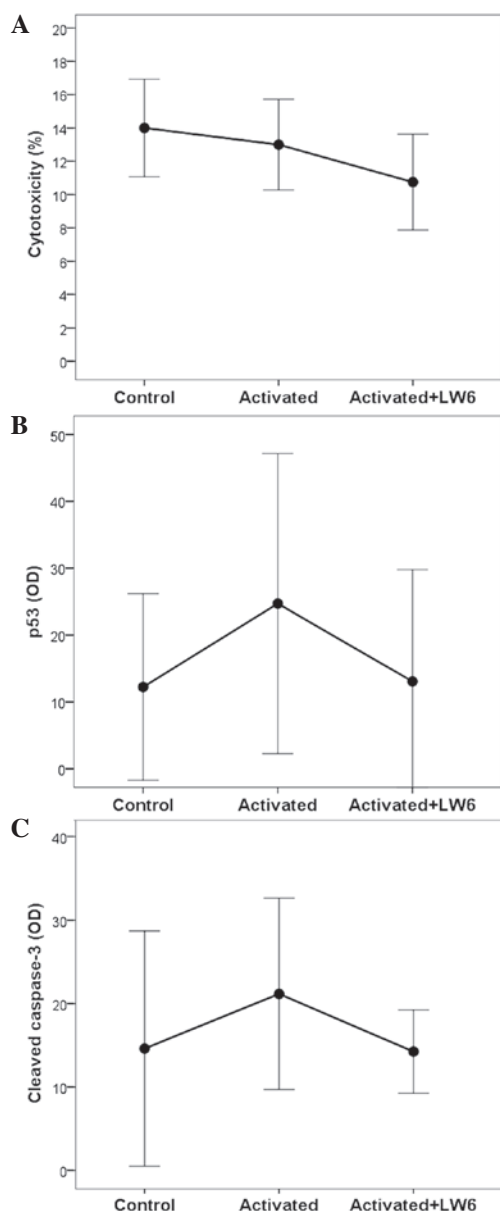 A
20
18
16
14
12
10
8
6
4
2
0
Cytotoxicity (%)
Control Activated Activated+LW6
B
50
40
30
20
10
0
p53 (OD)
Control Activated Activated+LW6
C
40
30
20
10
0
Cleaved caspase-3 (OD)
Control Activated Activated+LW6